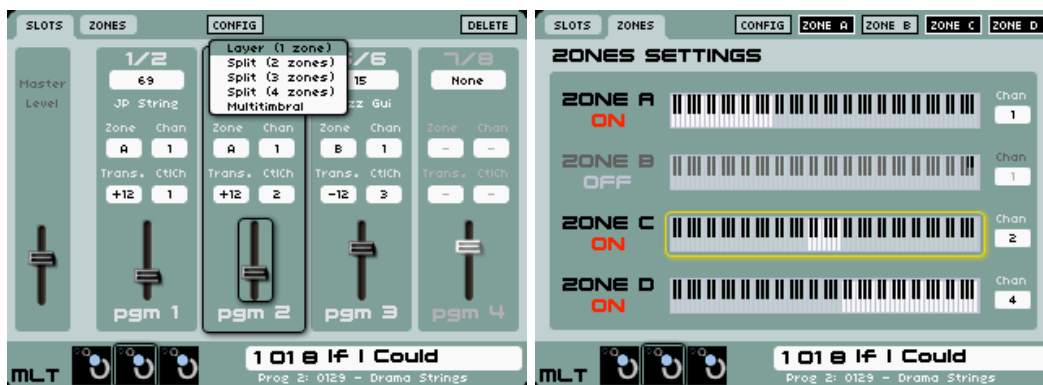 SLOTS ZONES CONFIG DELETE
Layer (1 zone)
Split (2 zones)
Split (3 zones)
Split (4 zones)
Multitimbral
Master Level
1/2 /6 7/8
69 15 None
JP String zz Gui
Zone Chan Zone Chan Zone Chan Zone Chan
A 1 A 1 B 1 - -
Trans. CtlCh Trans. CtlCh Trans. CtlCh Trans. CtlCh
+12 1 +12 2 -12 3 - -
pgm 1 pgm 2 pgm 3 pgm 4
MLT
1 018 If I Could
Prog 2: 0129 - Drama Strings
SLOTS ZONES CONFIG ZONE A ZONE B ZONE C ZONE D
ZONES SETTINGS
ZONE A ON Chan 1
ZONE B OFF Chan 1
ZONE C ON Chan 2
ZONE D ON Chan 4
MLT
1 018 If I Could
Prog 2: 0129 - Drama Strings